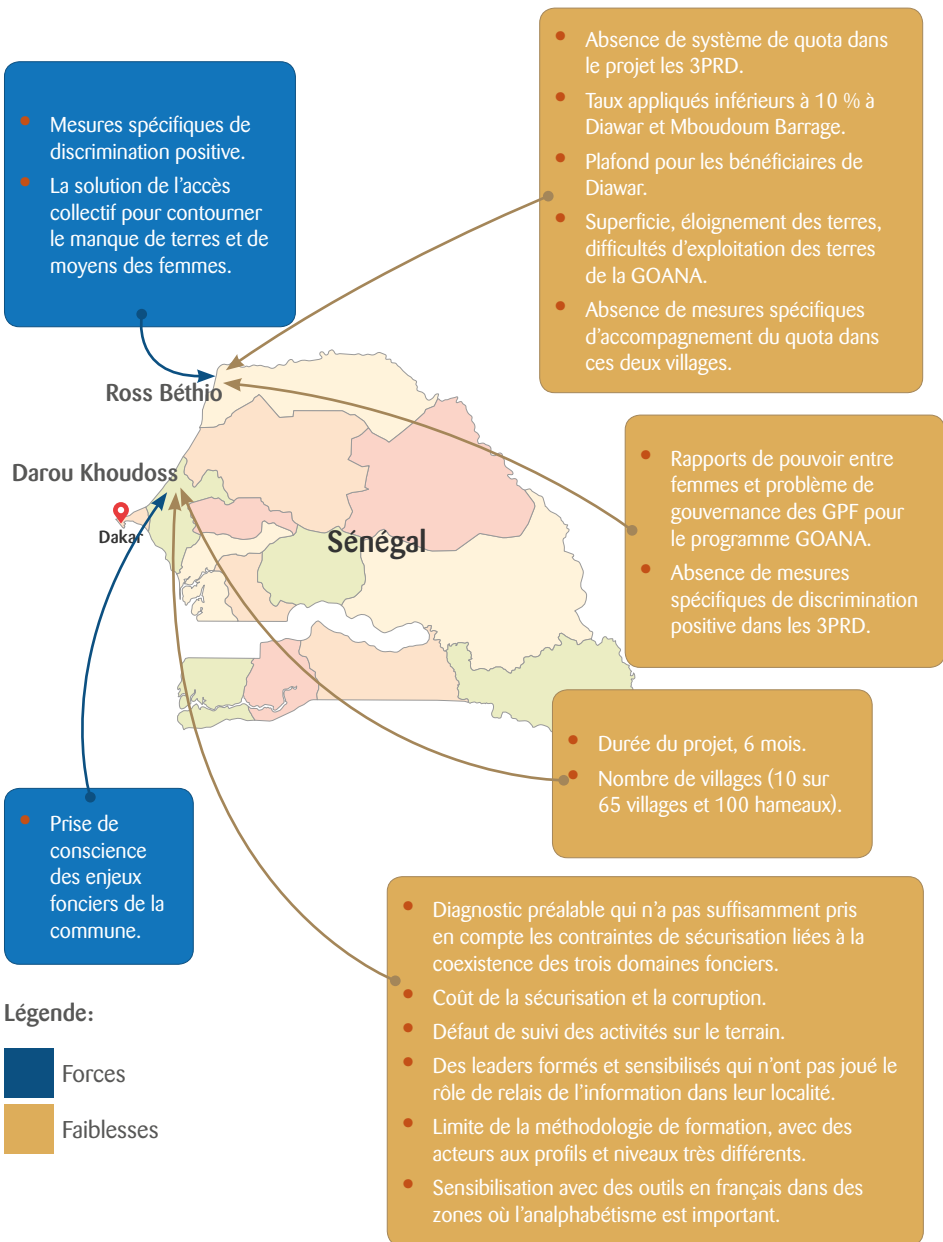 • Mesures spécifiques de
discrimination positive.
• La solution de l’accès
collectif pour contourner
le manque de terres et de
moyens des femmes.
• Absence de système de quota dans
le projet les 3PRD.
• Taux appliqués inférieurs à 10 % à
Diawar et Mboudoum Barrage.
• Plafond pour les bénéficiaires de
Diawar.
• Superficie, éloignement des terres,
difficultés d’exploitation des terres
de la GOANA.
• Absence de mesures spécifiques
d’accompagnement du quota dans
ces deux villages.
Ross Béthio
Darou Khoudoss
Dakar
Sénégal
• Rapports de pouvoir entre
femmes et problème de
gouvernance des GPF pour
le programme GOANA.
• Absence de mesures
spécifiques de discrimination
positive dans les 3PRD.
• Durée du projet, 6 mois.
• Nombre de villages (10 sur
65 villages et 100 hameaux).
• Prise de
conscience
des enjeux
fonciers de la
commune.
• Diagnostic préalable qui n’a pas suffisamment pris
en compte les contraintes de sécurisation liées à la
coexistence des trois domaines fonciers.
• Coût de la sécurisation et la corruption.
• Défaut de suivi des activités sur le terrain.
• Des leaders formés et sensibilisés qui n’ont pas joué le
rôle de relais de l’information dans leur localité.
• Limite de la méthodologie de formation, avec des
acteurs aux profils et niveaux très différents.
• Sensibilisation avec des outils en français dans des
zones où l’analphabétisme est important.
Légende:
Forces
Faiblesses